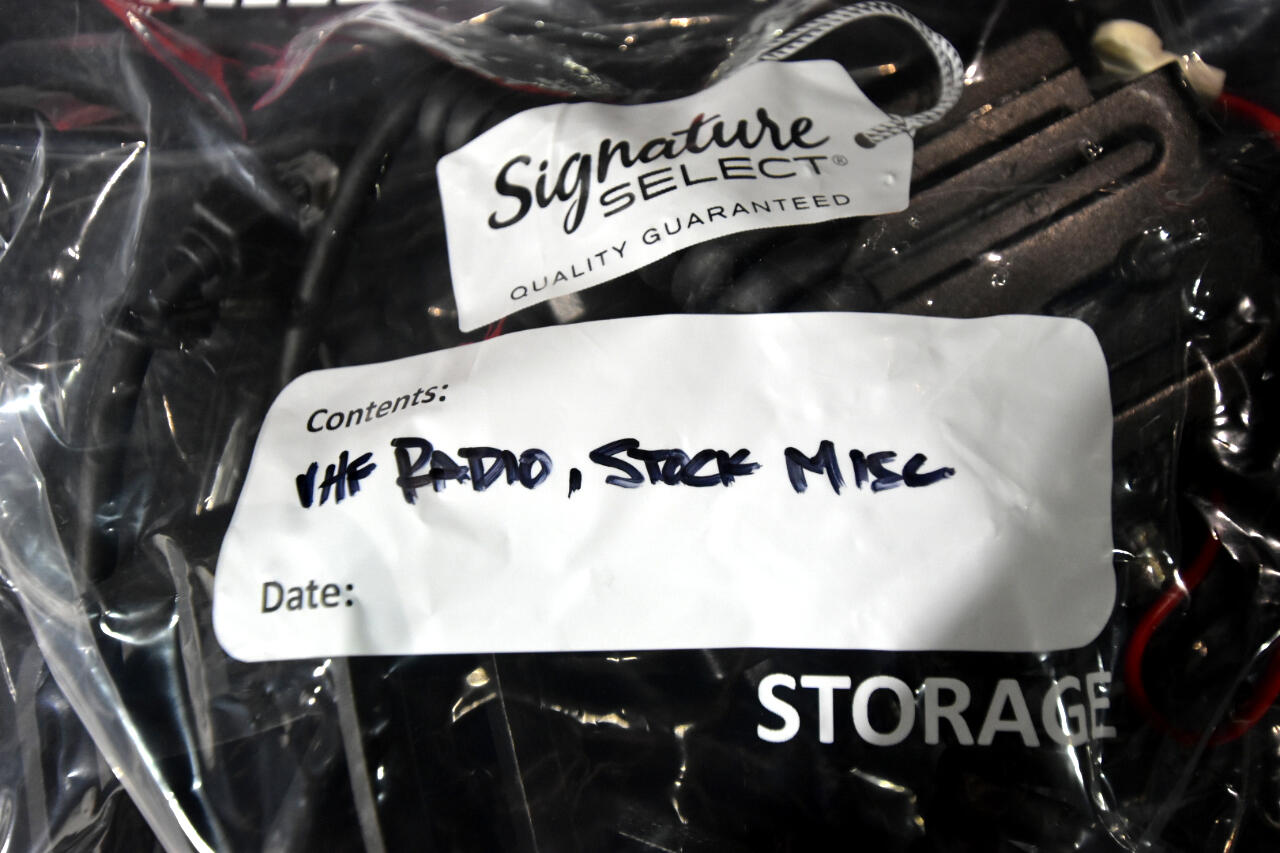 Signature
SELECT®
QUALITY GUARANTEED
Contents:
VHF RADIO, STOCK MISC
Date:
STORAGE